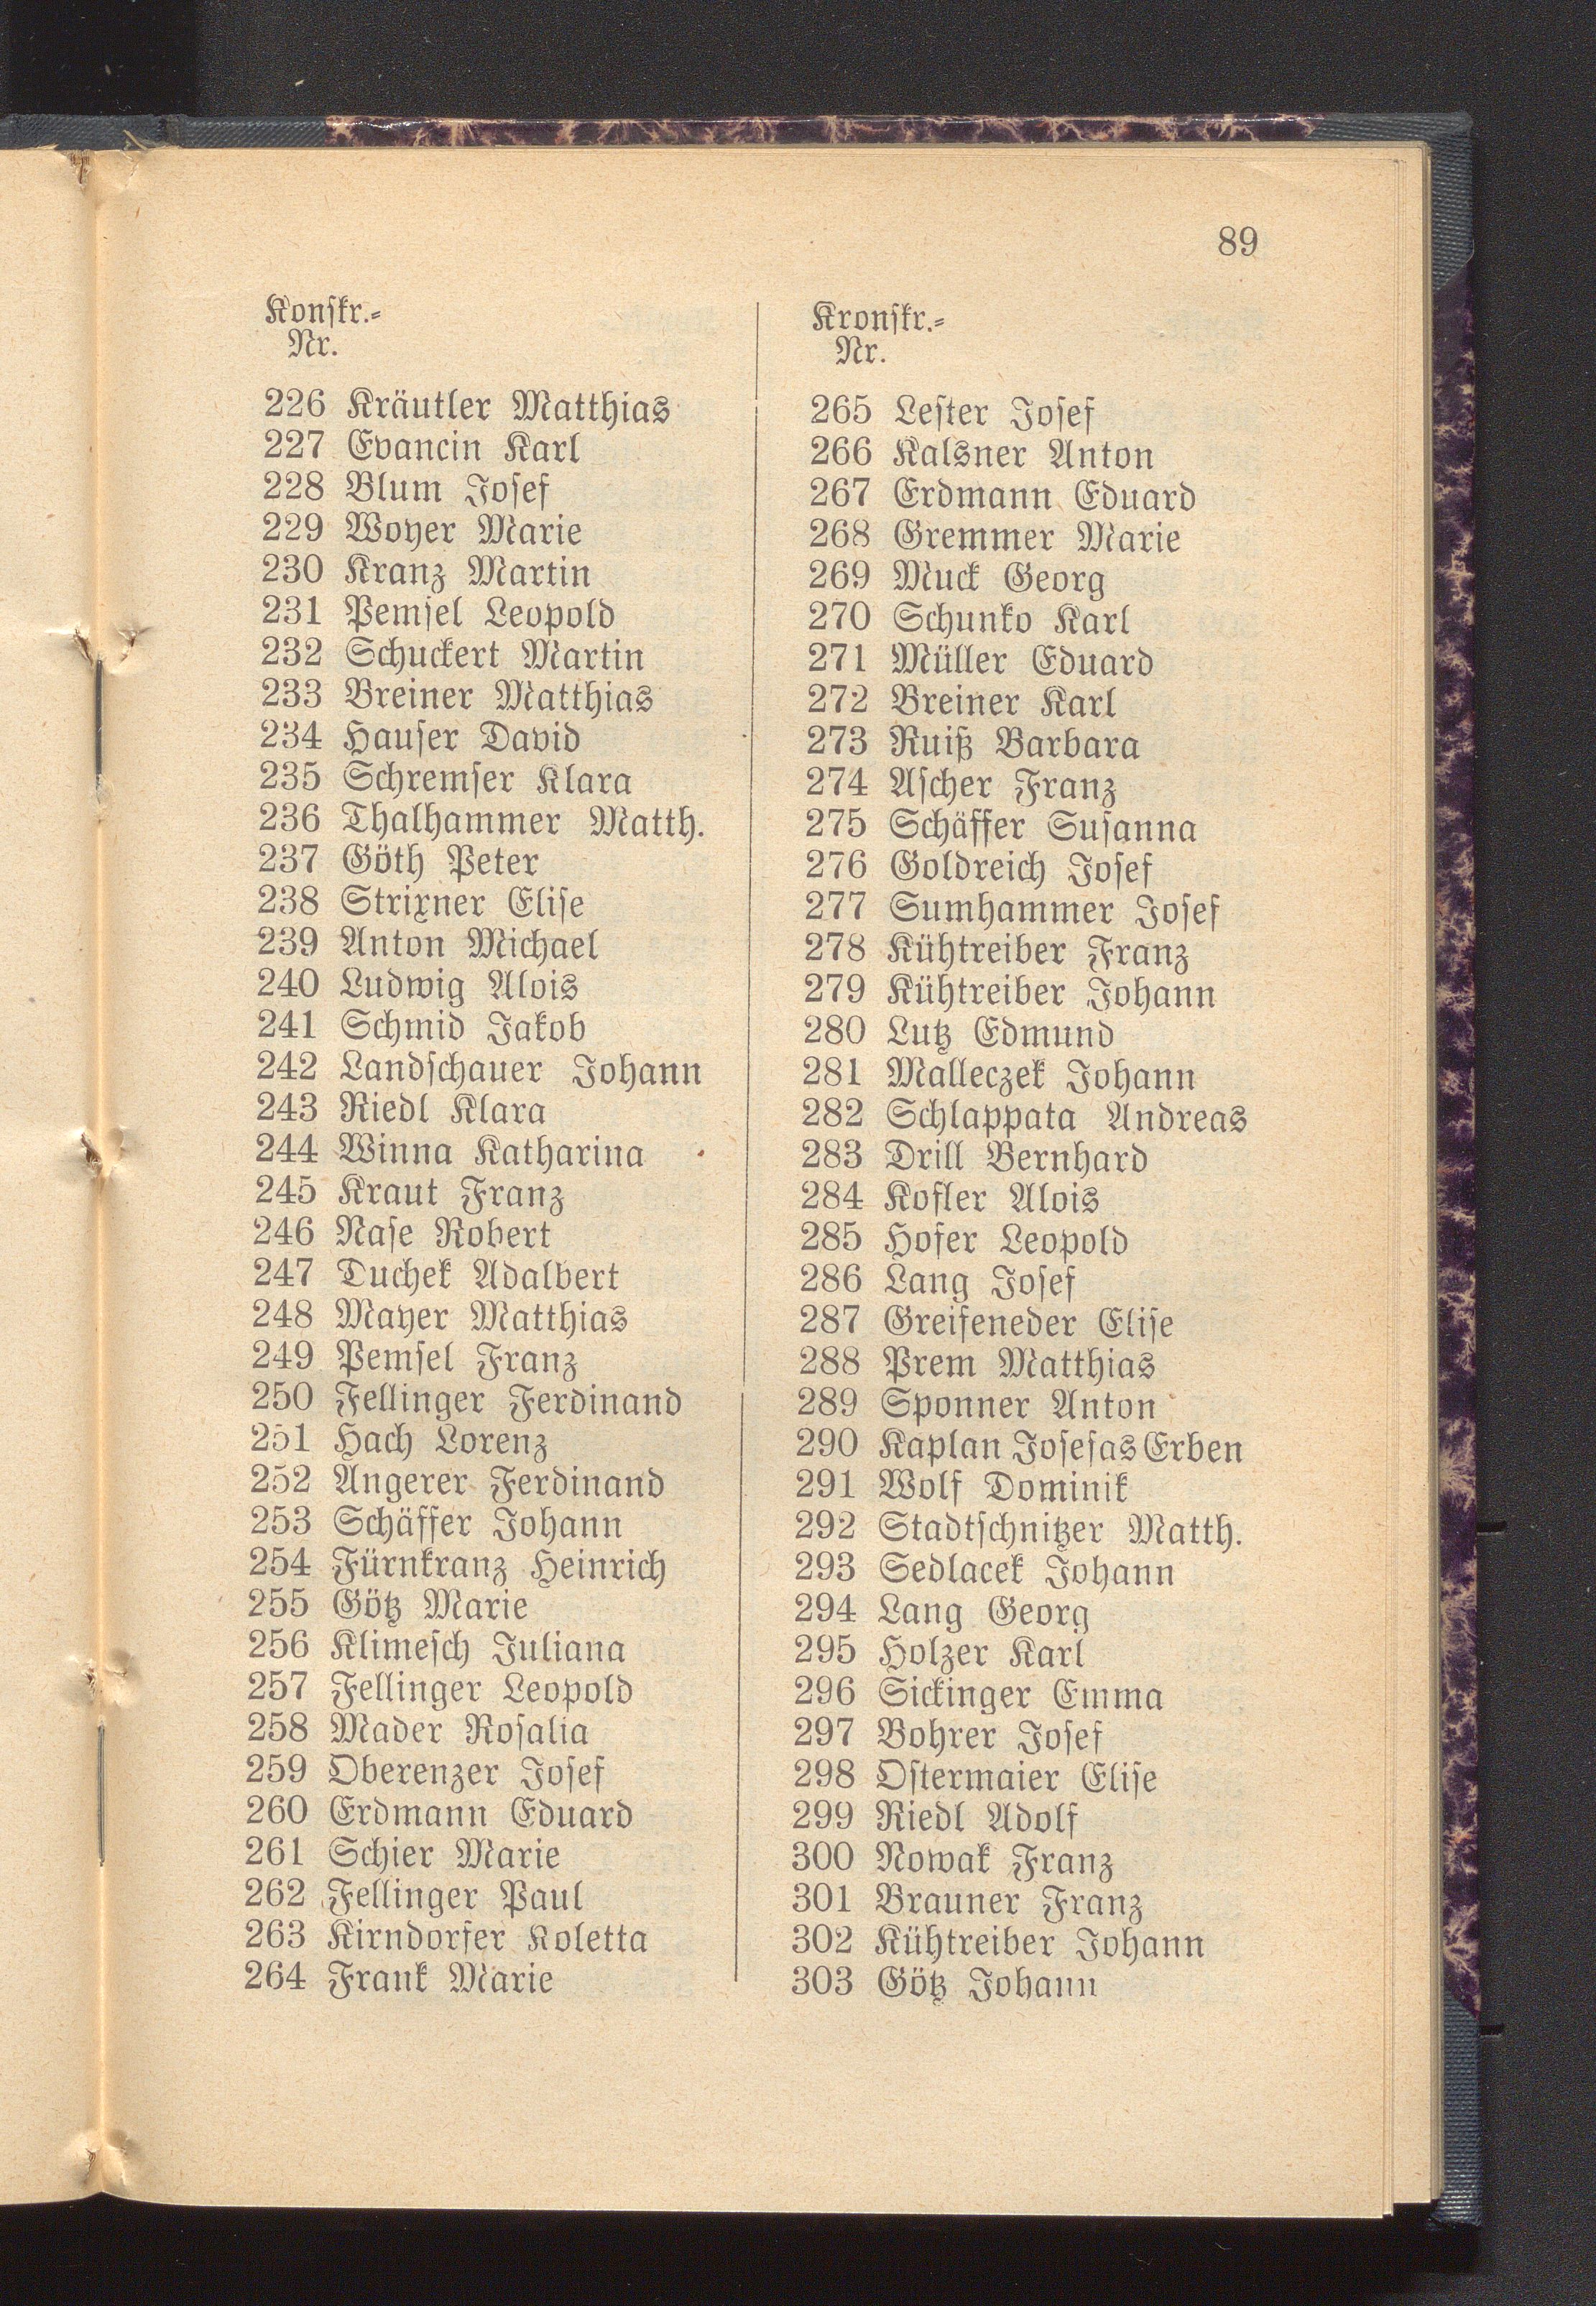 89
Konskr.-
Nr.
226 Kräutler Matthias
227 Evancin Karl
228 Blum Josef
229 Woyer Marie
230 Kranz Martin
231 Pemsel Leopold
232 Schuckert Martin
233 Breiner Matthias
234 Hauser David
235 Schremser Klara
236 Thalhammer Matth.
237 Göth Peter
238 Strixner Elise
239 Anton Michael
240 Ludwig Alois
241 Schmid Jakob
242 Landschauer Johann
243 Riedl Klara
244 Winna Katharina
245 Kraut Franz
246 Nase Robert
247 Duchek Adalbert
248 Mayer Matthias
249 Pemsel Franz
250 Fellinger Ferdinand
251 Hach Lorenz
252 Angerer Ferdinand
253 Schäffer Johann
254 Fürnkranz Heinrich
255 Götz Marie
256 Klimesch Juliana
257 Fellinger Leopold
258 Mader Rosalia
259 Oberenzer Josef
260 Erdmann Eduard
261 Schier Marie
262 Fellinger Paul
263 Kirndorfer Koletta
264 Frank Marie
Kronskr.-
Nr.
265 Lester Josef
266 Kalsner Anton
267 Erdmann Eduard
268 Gremmer Marie
269 Muck Georg
270 Schunko Karl
271 Müller Eduard
272 Breiner Karl
273 Ruiß Barbara
274 Ascher Franz
275 Schäffer Susanna
276 Goldreich Josef
277 Sumhammer Josef
278 Kühtreiber Franz
279 Kühtreiber Johann
280 Lutz Edmund
281 Malleczek Johann
282 Schlappata Andreas
283 Drill Bernhard
284 Kofler Alois
285 Hofer Leopold
286 Lang Josef
287 Greifeneder Elise
288 Prem Matthias
289 Sponner Anton
290 Kaplan Josefas Erben
291 Wolf Dominik
292 Stadtschnitzer Matth.
293 Sedlacek Johann
294 Lang Georg
295 Holzer Karl
296 Sickinger Emma
297 Bohrer Josef
298 Ostermaier Elise
299 Riedl Adolf
300 Nowak Franz
301 Brauner Franz
302 Kühtreiber Johann
303 Götz Johann